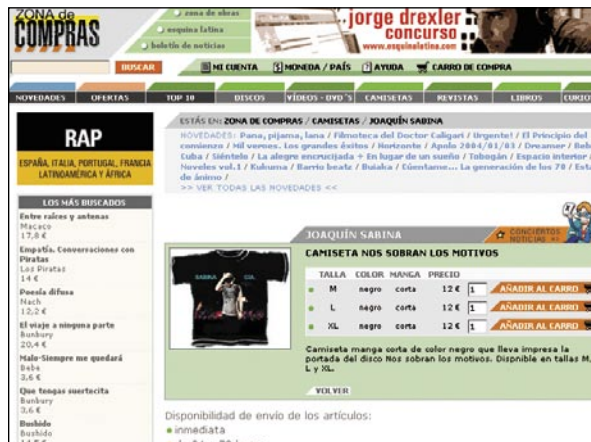 ZONA de
COMPRAS
zona de obras
esquina latina
boletín de noticias
jorge drexler
concurso
www.esquinalatina.com
BUSCAR
MI CUENTA
MONEDA / PAÍS
AYUDA
CARRO DE COMPRA
NOVEDADES
OFERTAS
TOP 10
DISCOS
VÍDEOS - DVD'S
CAMISETAS
REVISTAS
LIBROS
CURIO
RAP
ESPAÑA, ITALIA, PORTUGAL, FRANCIA
LATINOAMÉRICA Y ÁFRICA
LOS MÁS BUSCADOS
Entre raíces y antenas
Macaco
17,8 €
Empatía. Conversaciones con
Piratas
Los Piratas
14 €
Poesía difusa
Nach
12,2 €
El viaje a ninguna parte
Bunbury
20,4 €
Malo-Siempre me quedará
Bebe
3,6 €
Que tengas suertecita
Bunbury
3,6 €
Bushido
Bushido
ESTÁS EN: ZONA DE COMPRAS / CAMISETAS / JOAQUÍN SABINA
NOVEDADES: Pana, pijama, lana / Filmoteca del Doctor Caligari / Urgente! / El Principio del
comienzo / Mil versos. Los grandes éxitos / Horizonte / Apolo 2004/01/03 / Dreamer / Beb
Cuba / Siéntelo / La alegre encrucijada + En lugar de un sueño / Tobogán / Espacio interior /
Noveles vol.1 / Kukuma / Barrio beatz / Buiaka / Cúentame... La generación de los 70 / Esta
de ánimo /
>> VER TODAS LAS NOVEDADES <<
JOAQUÍN SABINA
CONCIERTOS
NOTICIAS
CAMISETA NOS SOBRAN LOS MOTIVOS
TALLA COLOR MANGA PRECIO
M negro corta 12 € 1 AÑADIR AL CARRO
L negro corta 12 € 1 AÑADIR AL CARRO
XL negro corta 12 € 1 AÑADIR AL CARRO
SABINA
Camiseta manga corta de color negro que lleva impresa la
portada del disco Nos sobran los motivos. Dispnible en tallas M,
L y XL.
VOLVER
Disponibilidad de envío de los artículos:
inmediata